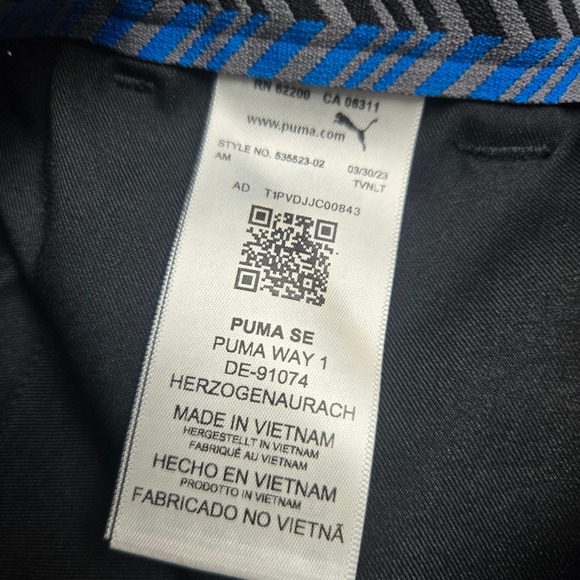 RN 62200 CA 06311
www.puma.com
STYLE NO. 535523-02 03/30/23
AM TVNLT
AD T1PVDJJC00843
PUMA SE
PUMA WAY 1
DE-91074
HERZOGENAURACH
MADE IN VIETNAM
HERGESTELLT IN VIETNAM
FABRIQUÉ AU VIETNAM
HECHO EN VIETNAM
PRODOTTO IN VIETNAM
FABRICADO NO VIETNÃ